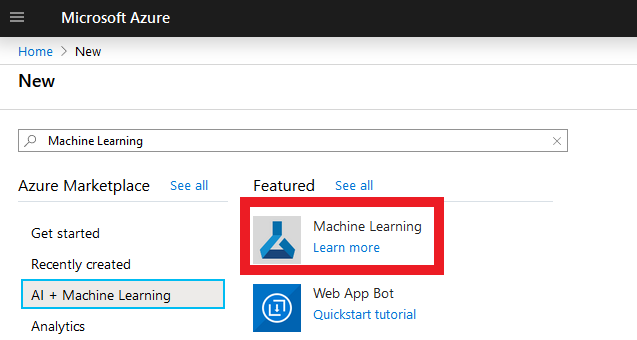 Microsoft Azure
Home > New
New
Machine Learning
Azure Marketplace See all
Featured See all
Get started
Recently created
AI + Machine Learning
Analytics
Machine Learning
Learn more
Web App Bot
Quickstart tutorial